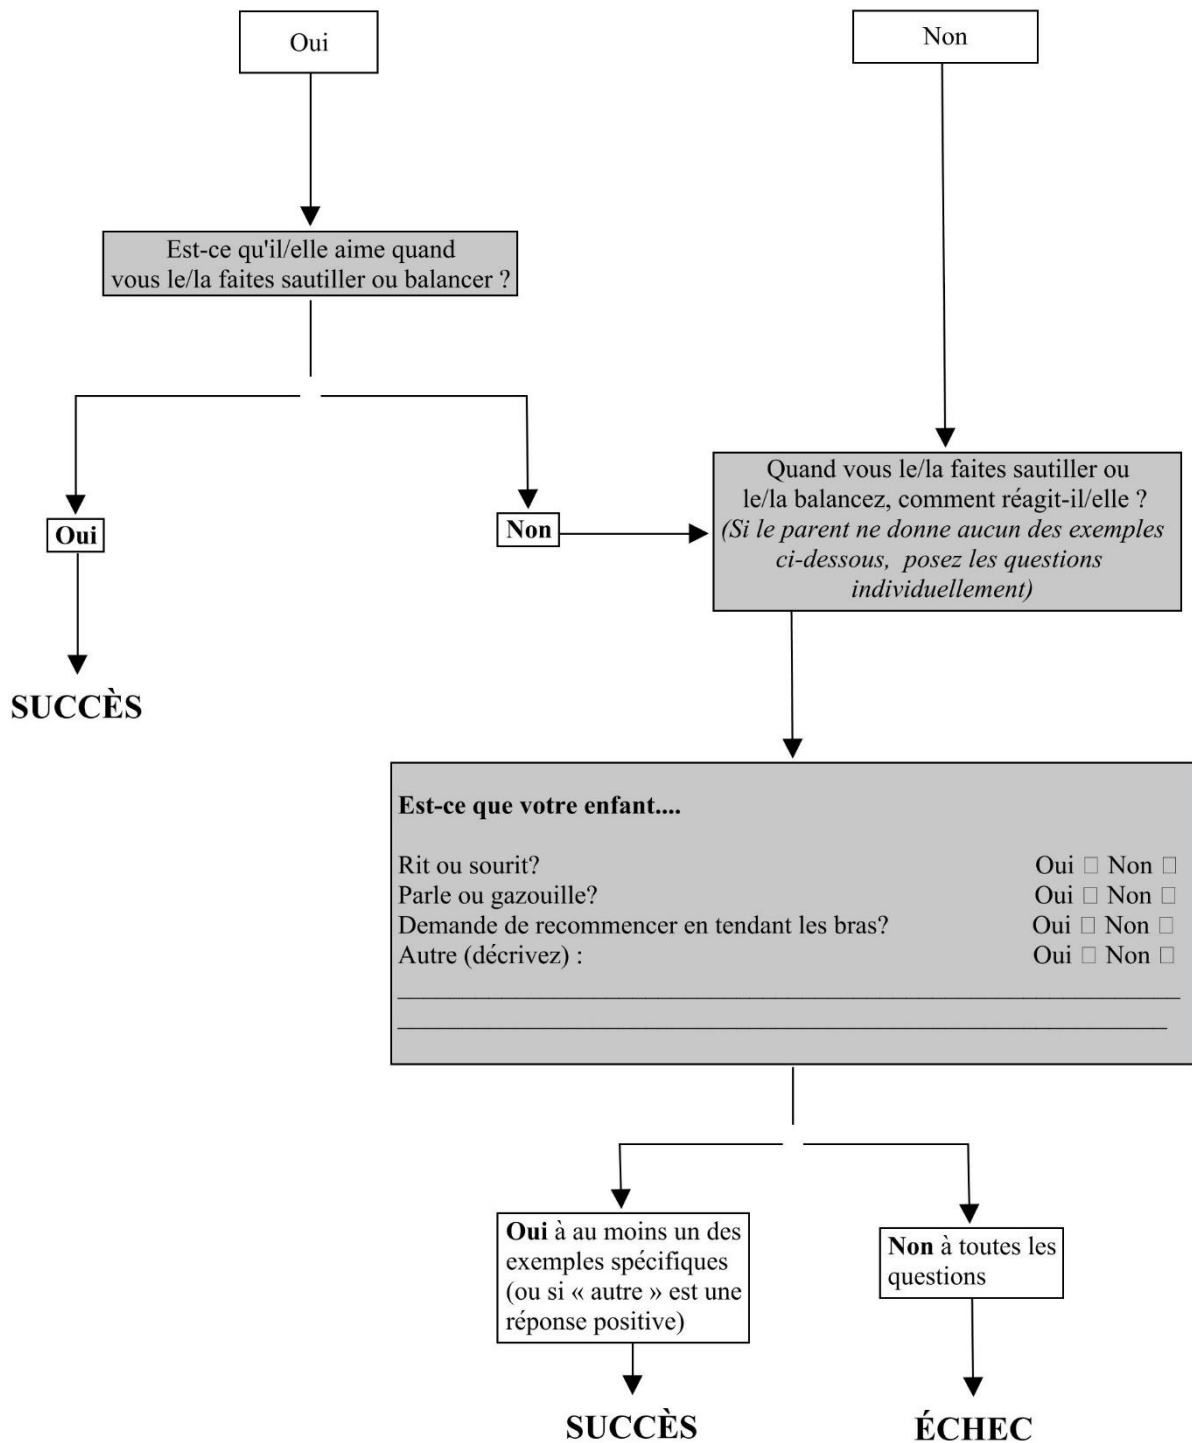 Oui
Non
Est-ce qu'il/elle aime quand
vous le/la faites sautiller ou balancer ?
Oui
Non
Quand vous le/la faites sautiller ou
le/la balancez, comment réagit-il/elle ?
(Si le parent ne donne aucun des exemples
ci-dessous, posez les questions
individuellement)
SUCCÈS
Est-ce que votre enfant....
Rit ou sourit? Oui □ Non □
Parle ou gazouille? Oui □ Non □
Demande de recommencer en tendant les bras? Oui □ Non □
Autre (décrivez) : Oui □ Non □
Oui à au moins un des
exemples spécifiques
(ou si « autre » est une
réponse positive)
Non à toutes les
questions
SUCCÈS
ÉCHEC